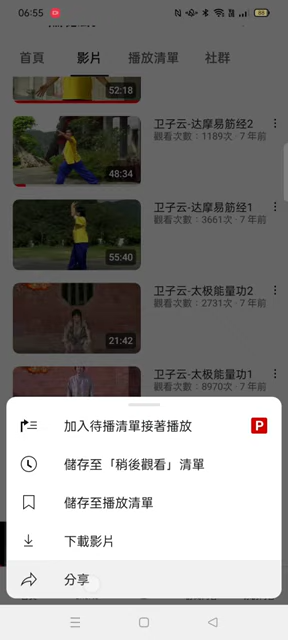 06:55
88
首頁 影片 播放清單 社群
52:18
卫子云-达摩易筋经2
觀看次數：1189次 · 7 年前
48:34
卫子云-达摩易筋经1
觀看次數：3661次 · 7 年前
55:40
卫子云-太极能量功2
觀看次數：2731次 · 7 年前
21:42
卫子云-太极能量功1
觀看次數：8970次 · 7 年前
加入待播清單接著播放 P
儲存至「稍後觀看」清單
儲存至播放清單
下載影片
分享